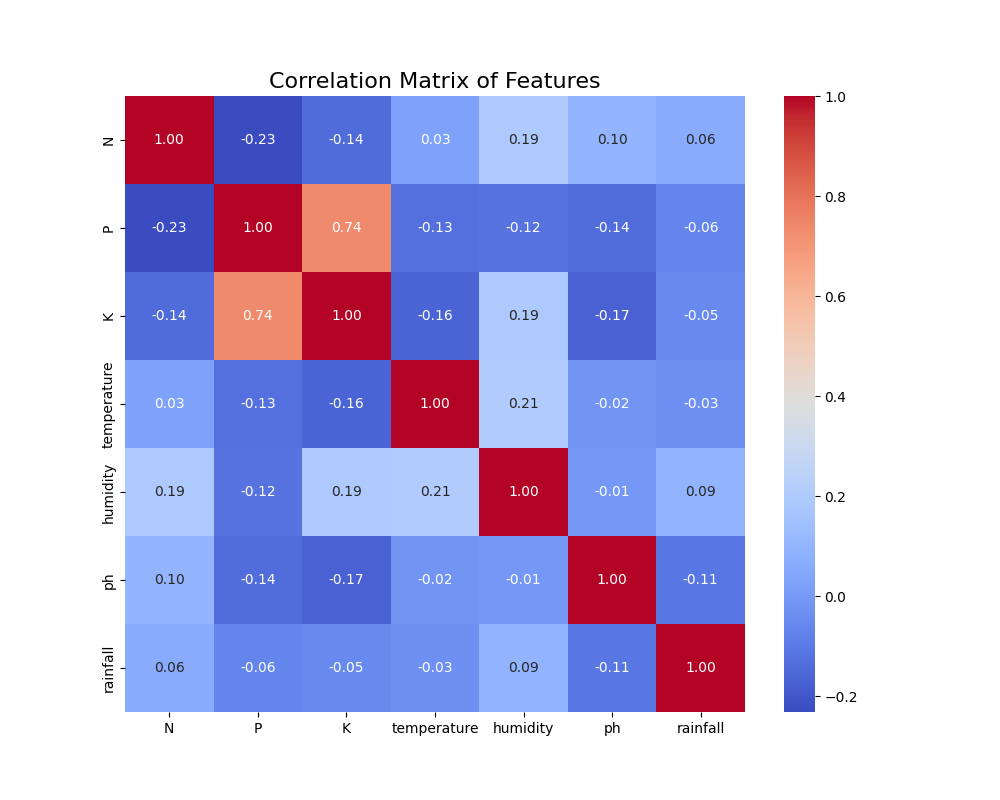 Correlation Matrix of Features
N 1.00 -0.23 -0.14 0.03 0.19 0.10 0.06
P -0.23 1.00 0.74 -0.13 -0.12 -0.14 -0.06
K -0.14 0.74 1.00 -0.16 0.19 -0.17 -0.05
temperature 0.03 -0.13 -0.16 1.00 0.21 -0.02 -0.03
humidity 0.19 -0.12 0.19 0.21 1.00 -0.01 0.09
ph 0.10 -0.14 -0.17 -0.02 -0.01 1.00 -0.11
rainfall 0.06 -0.06 -0.05 -0.03 0.09 -0.11 1.00
N P K temperature humidity ph rainfall
1.0
0.8
0.6
0.4
0.2
0.0
−0.2